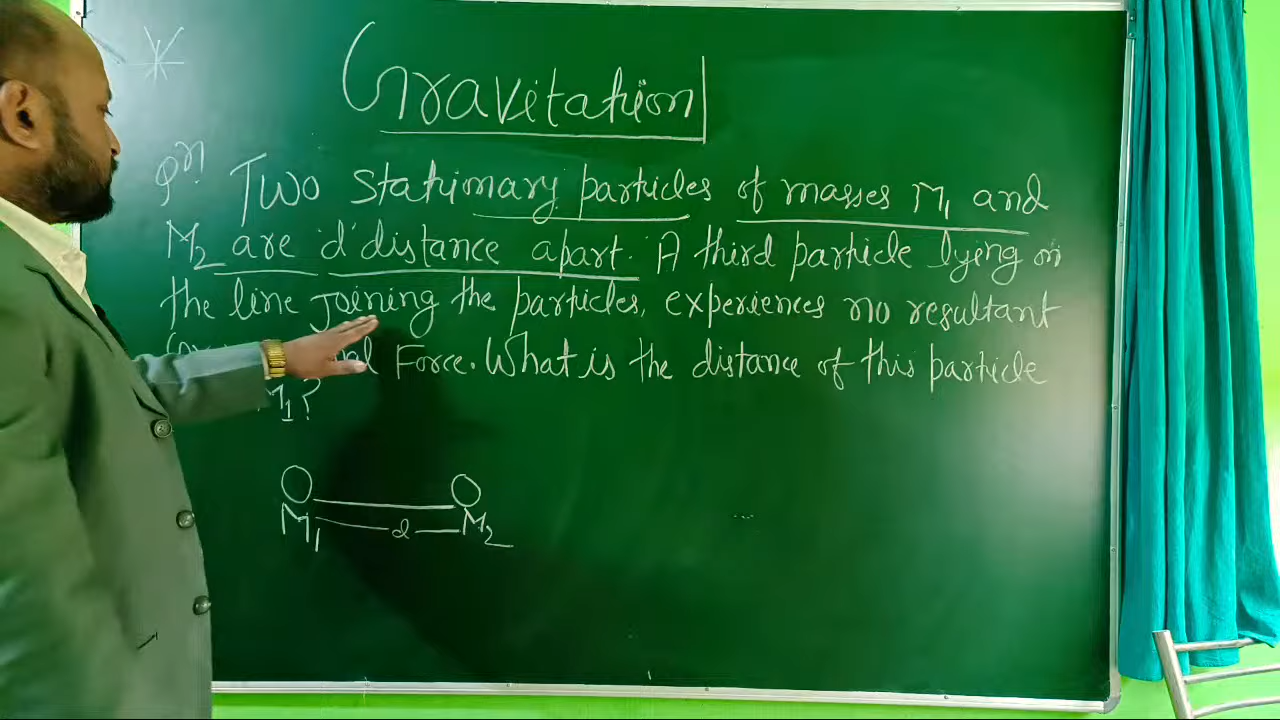 Gravitation
Qn Two stationary particles of masses M₁ and
M₂ are 'd' distance apart. A third particle lying on
the line joining the particles, experiences no resultant
Force. What is the distance of this particle
M₁?
M₁ d M₂